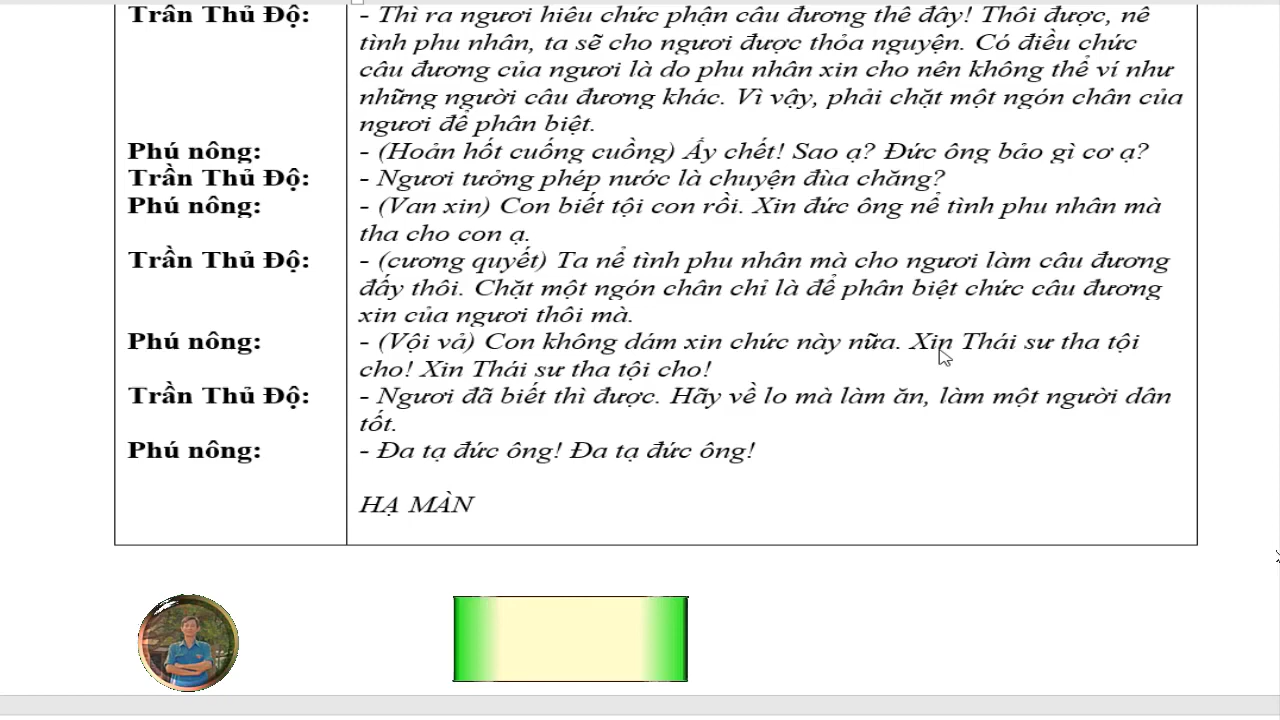 Trần Thủ Độ: - Thì ra ngươi hiểu chức phận câu đương thế đấy! Thôi được, nể
tình phu nhân, ta sẽ cho ngươi được thỏa nguyện. Có điều chức
câu đương của ngươi là do phu nhân xin cho nên không thể ví như
những người câu đương khác. Vì vậy, phải chặt một ngón chân của
ngươi để phân biệt.
Phú nông: - (Hoản hốt cuống cuồng) Ấy chết! Sao ạ? Đức ông bảo gì cơ ạ?
Trần Thủ Độ: - Ngươi tưởng phép nước là chuyện đùa chăng?
Phú nông: - (Van xin) Con biết tội con rồi. Xin đức ông nể tình phu nhân mà
tha cho con ạ.
Trần Thủ Độ: - (cương quyết) Ta nể tình phu nhân mà cho ngươi làm câu đương
đấy thôi. Chặt một ngón chân chỉ là để phân biệt chức câu đương
xin của ngươi thôi mà.
Phú nông: - (Vội vả) Con không dám xin chức này nữa. Xin Thái sư tha tội
cho! Xin Thái sư tha tội cho!
Trần Thủ Độ: - Ngươi đã biết thì được. Hãy về lo mà làm ăn, làm một người dân
tốt.
Phú nông: - Đa tạ đức ông! Đa tạ đức ông!
HẠ MÀN